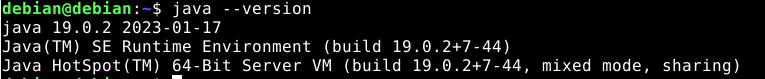 debian@debian:~$ java --version
java 19.0.2 2023-01-17
Java(TM) SE Runtime Environment (build 19.0.2+7-44)
Java HotSpot(TM) 64-Bit Server VM (build 19.0.2+7-44, mixed mode, sharing)